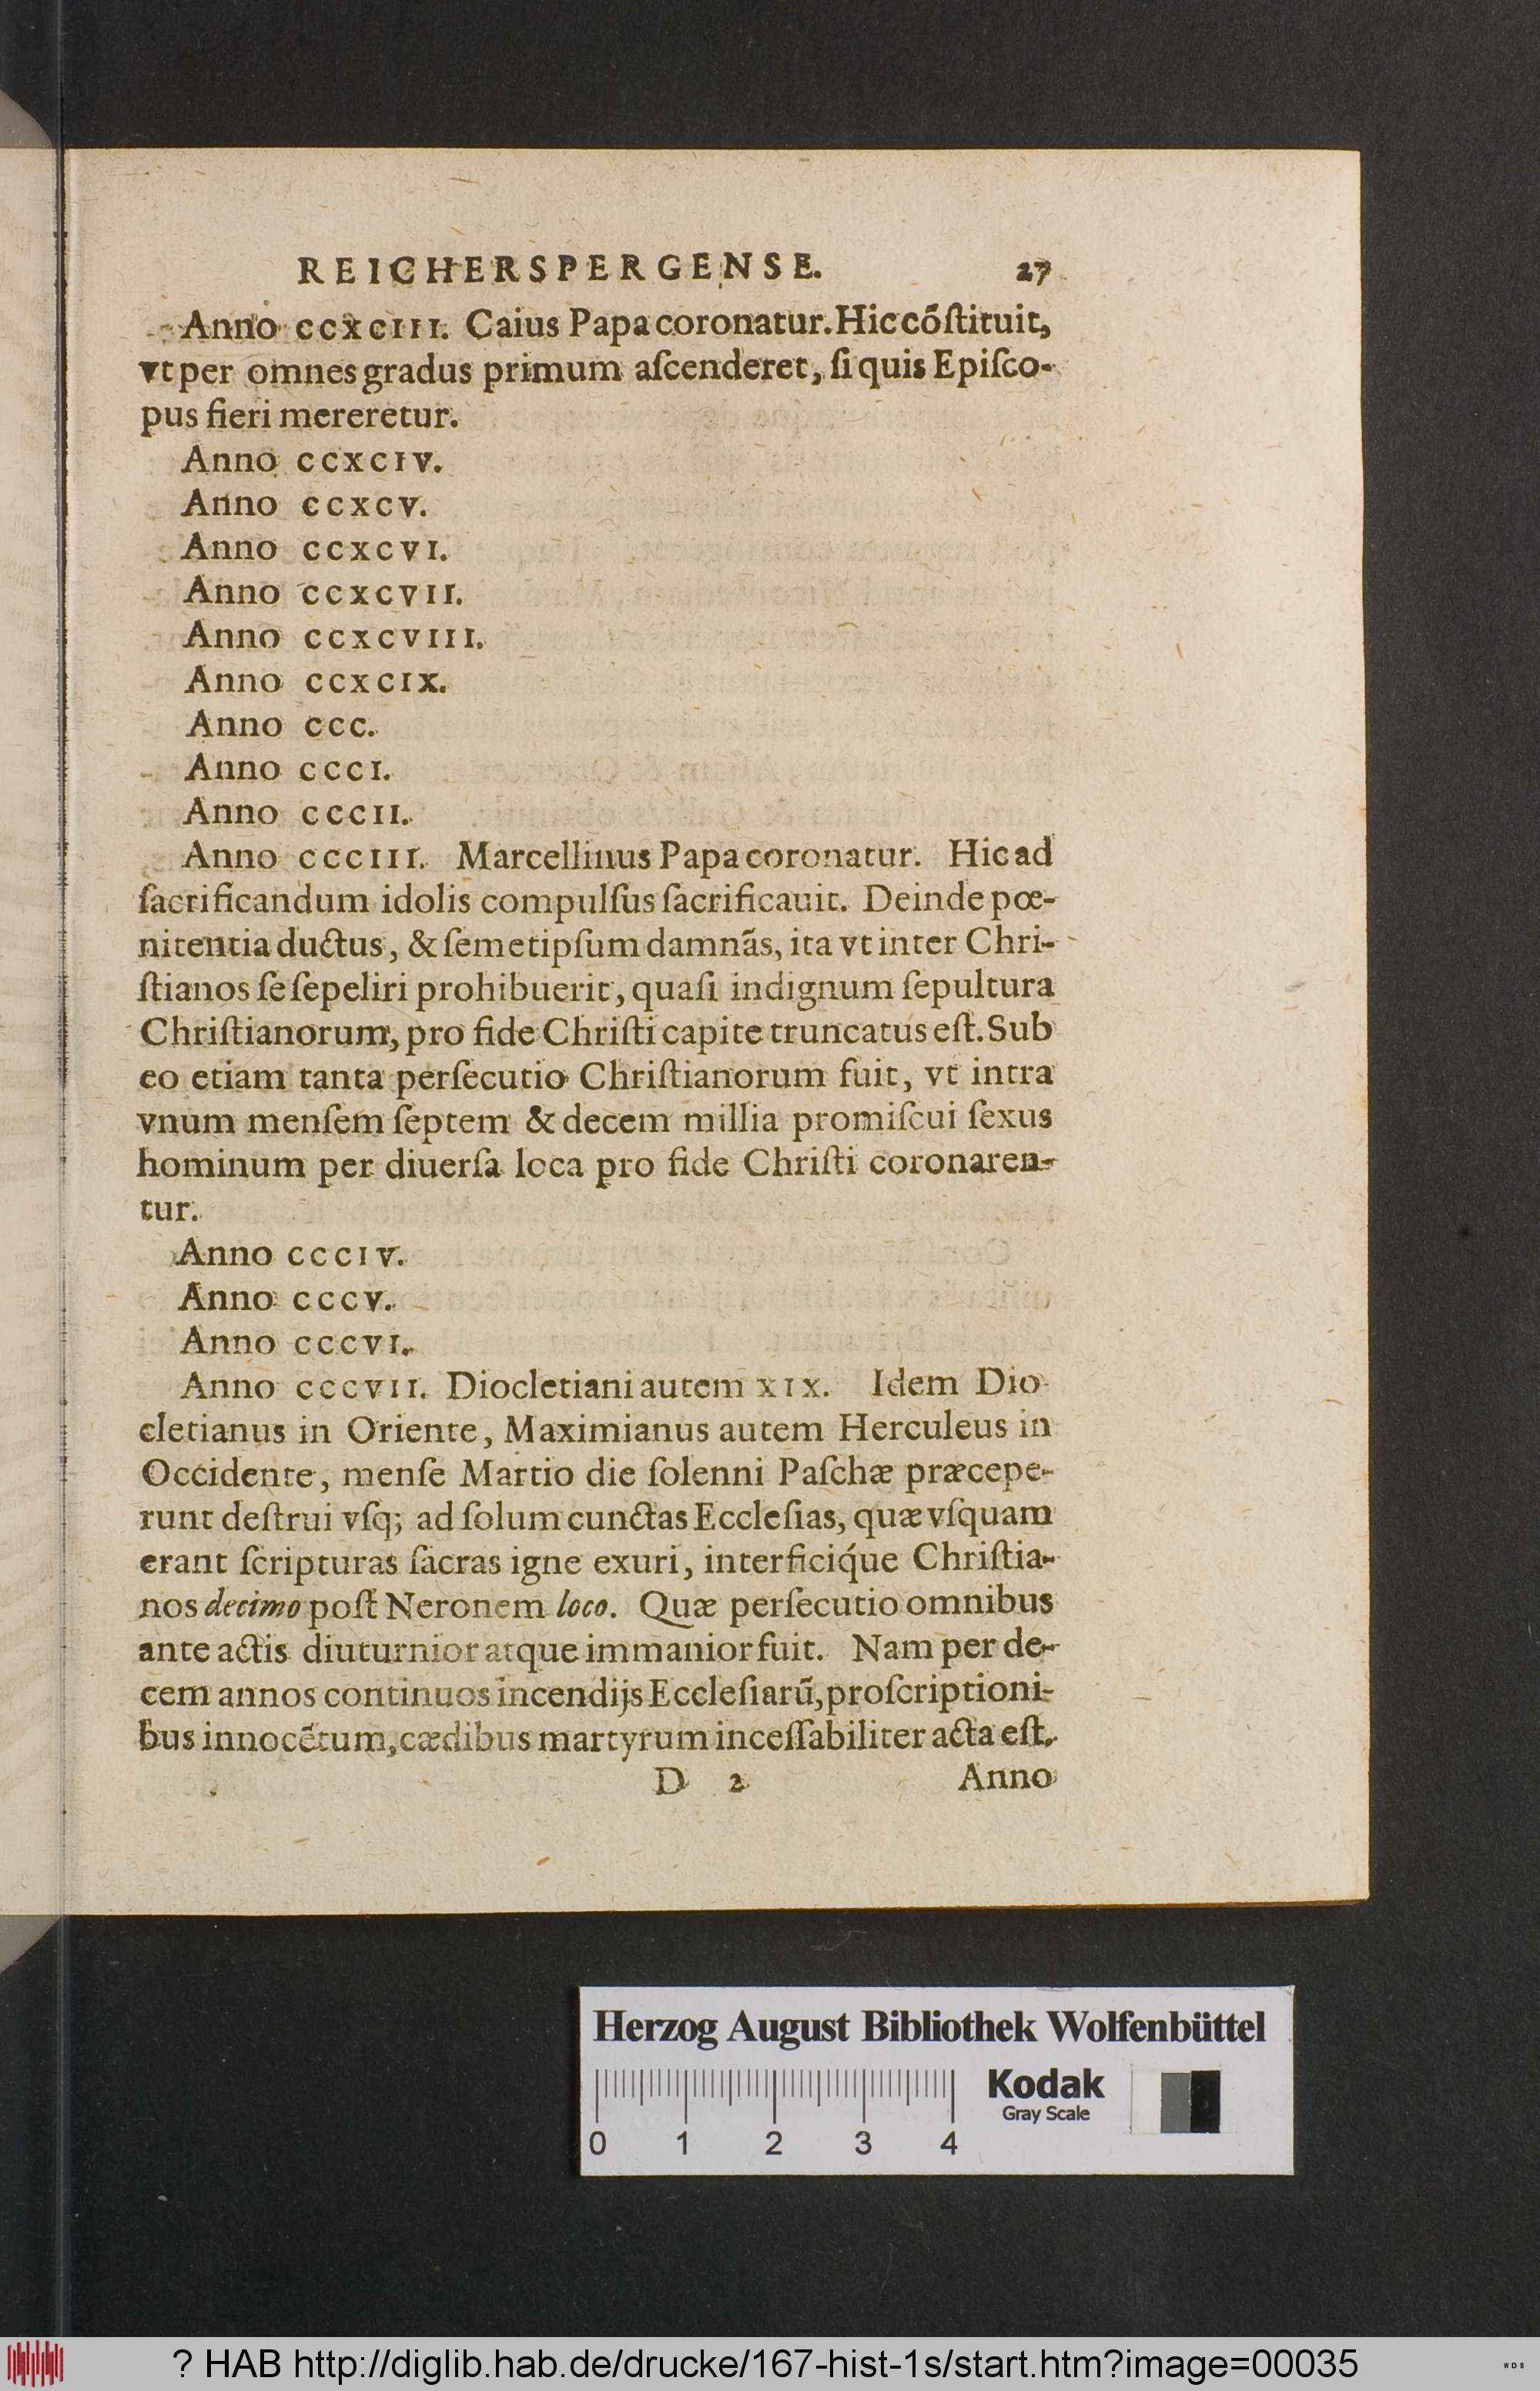 REICHERSPERGENSE. 27
Anno CCXCIII. Caius Papa coronatur. Hic cõſtituit,
vt per omnes gradus primum aſcenderet, ſi quis Epiſco-
pus fieri mereretur.
Anno CCXCIV.
Anno CCXCV.
Anno CCXCVI.
Anno CCXCVII.
Anno CCXCVIII.
Anno CCXCIX.
Anno CCC.
Anno CCCI.
Anno CCCII.
Anno CCCIII. Marcellinus Papa coronatur. Hic ad
ſacrificandum idolis compulſus ſacrificauit. Deinde pœ-
nitentia ductus, & ſemetipſum damnãs, ita vt inter Chri-
ſtianos ſe ſepeliri prohibuerit, quaſi indignum ſepultura
Chriſtianorum, pro fide Chriſti capite truncatus eſt. Sub
eo etiam tanta perſecutio Chriſtianorum fuit, vt intra
vnum menſem ſeptem & decem millia promiſcui ſexus
hominum per diuerſa loca pro fide Chriſti coronaren-
tur.
Anno CCCIV.
Anno CCCV.
Anno CCCVI.
Anno CCCVII. Diocletiani autem XIX. Idem Dio-
cletianus in Oriente, Maximianus autem Herculeus in
Occidente, menſe Martio die ſolenni Paſchæ præcepe-
runt deſtrui vſq; ad ſolum cunctas Eccleſias, quæ vſquam
erant ſcripturas ſacras igne exuri, interficiq́ue Chriſtia-
nos decimo poſt Neronem loco. Quæ perſecutio omnibus
ante actis diuturnior atque immanior fuit. Nam per de-
cem annos continuos incendijs Eccleſiarũ, proſcriptioni-
bus innocẽtum, cædibus martyrum inceſſabiliter acta eſt.
D 2 Anno
Herzog August Bibliothek Wolfenbüttel
Kodak
Gray Scale
0 1 2 3 4
? HAB http://diglib.hab.de/drucke/167-hist-1s/start.htm?image=00035
WDB